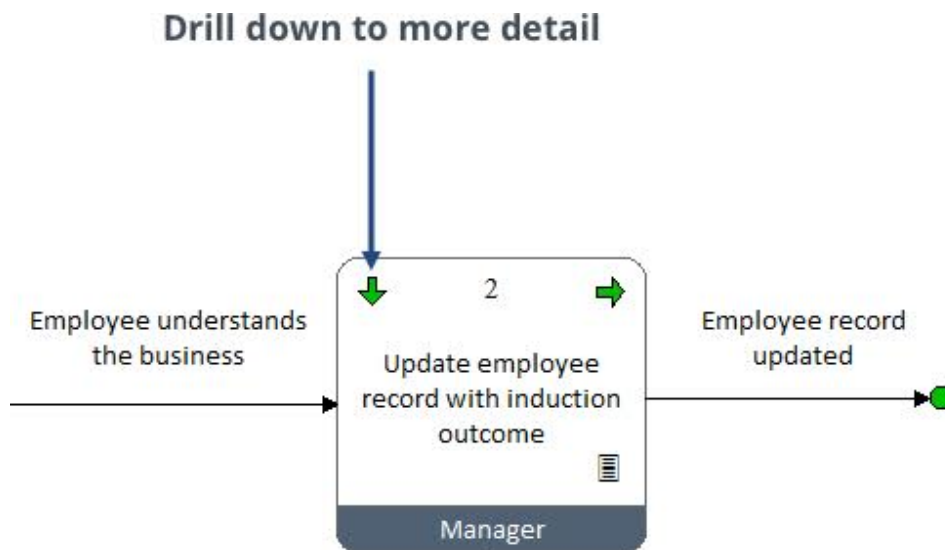 Drill down to more detail
2
Employee understands
the business
Update employee
record with induction
outcome
Employee record
updated
Manager